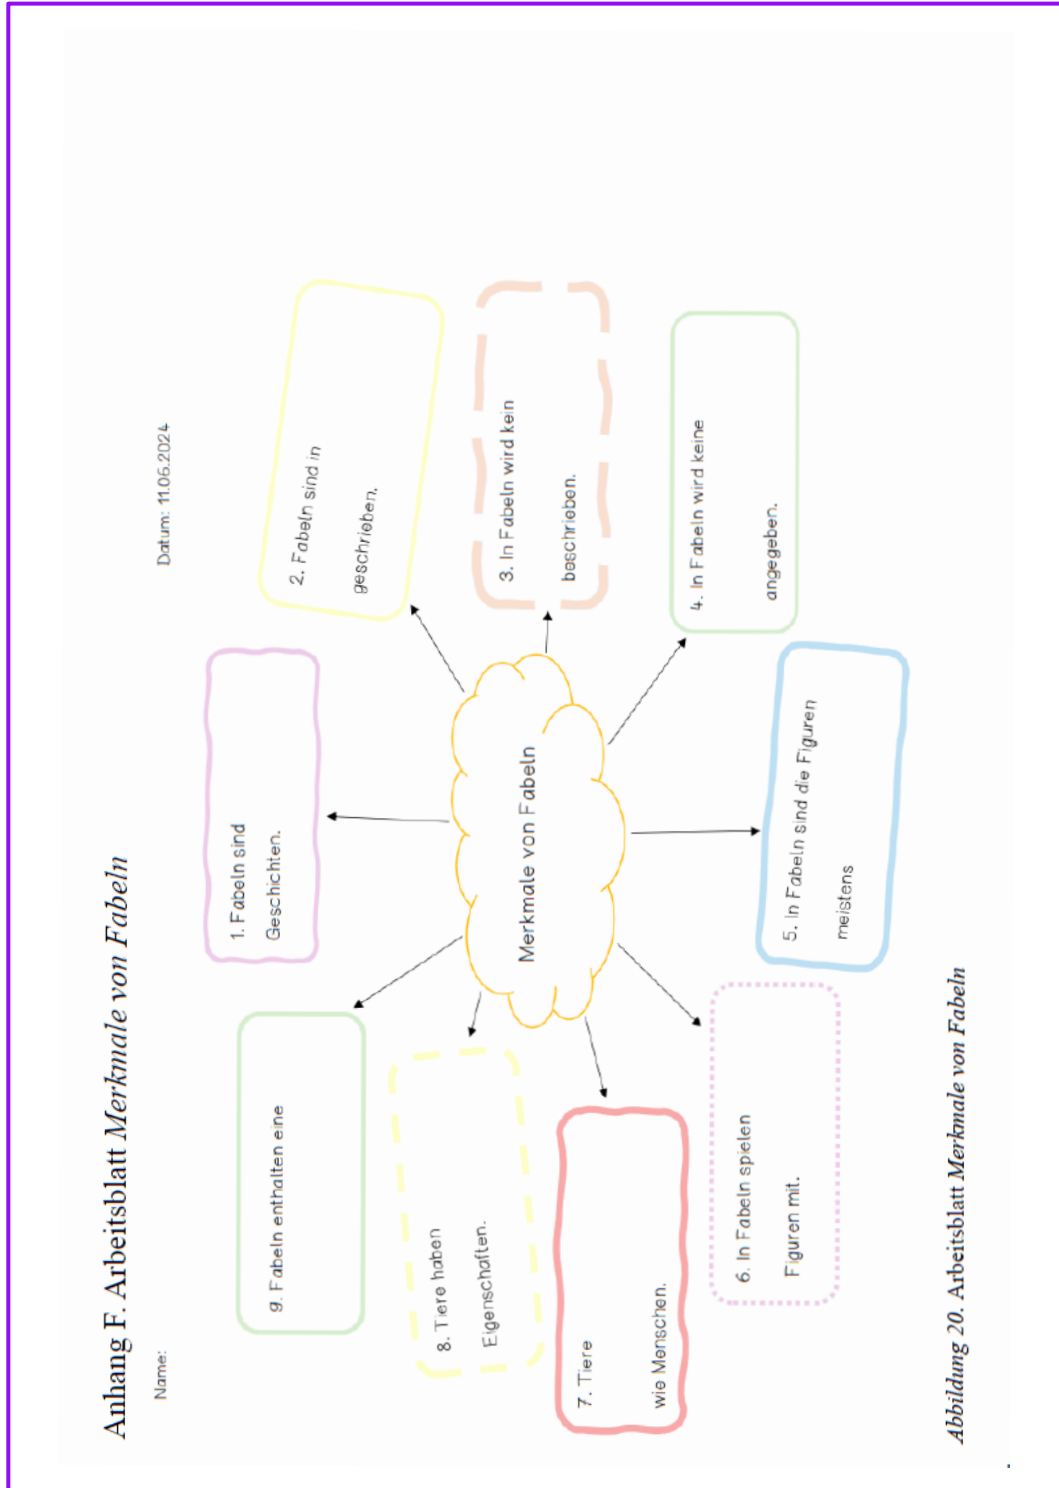 Anhang F. Arbeitsblatt Merkmale von Fabeln
Name:
Datum: 11.06.2024
1. Fabeln sind
Geschichten.
2. Fabeln sind in
geschrieben.
3. In Fabeln wird kein
beschrieben.
4. In Fabeln wird keine
angegeben.
5. In Fabeln sind die Figuren
meistens
6. In Fabeln spielen
Figuren mit.
7. Tiere
wie Menschen.
8. Tiere haben
Eigenschaften.
9. Fabeln enthalten eine
Merkmale von Fabeln
Abbildung 20. Arbeitsblatt Merkmale von Fabeln